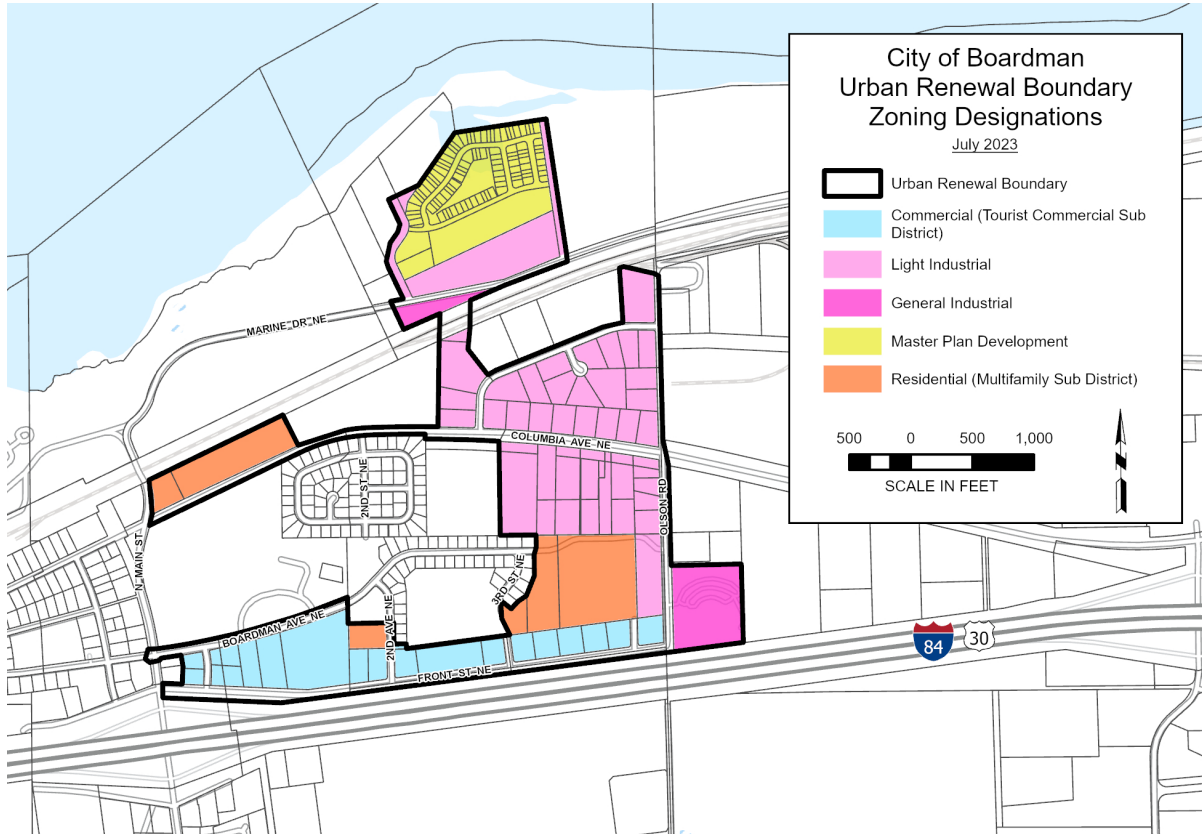 City of Boardman
Urban Renewal Boundary
Zoning Designations
July 2023
Urban Renewal Boundary
Commercial (Tourist Commercial Sub
District)
Light Industrial
General Industrial
Master Plan Development
Residential (Multifamily Sub District)
500 0 500 1,000
SCALE IN FEET
MARINE DR NE
COLUMBIA AVE NE
2ND ST NE
OLSON RD
N MAIN ST
3RD ST NE
BOARDMAN AVE NE
2ND AVE NE
FRONT ST NE
84
30